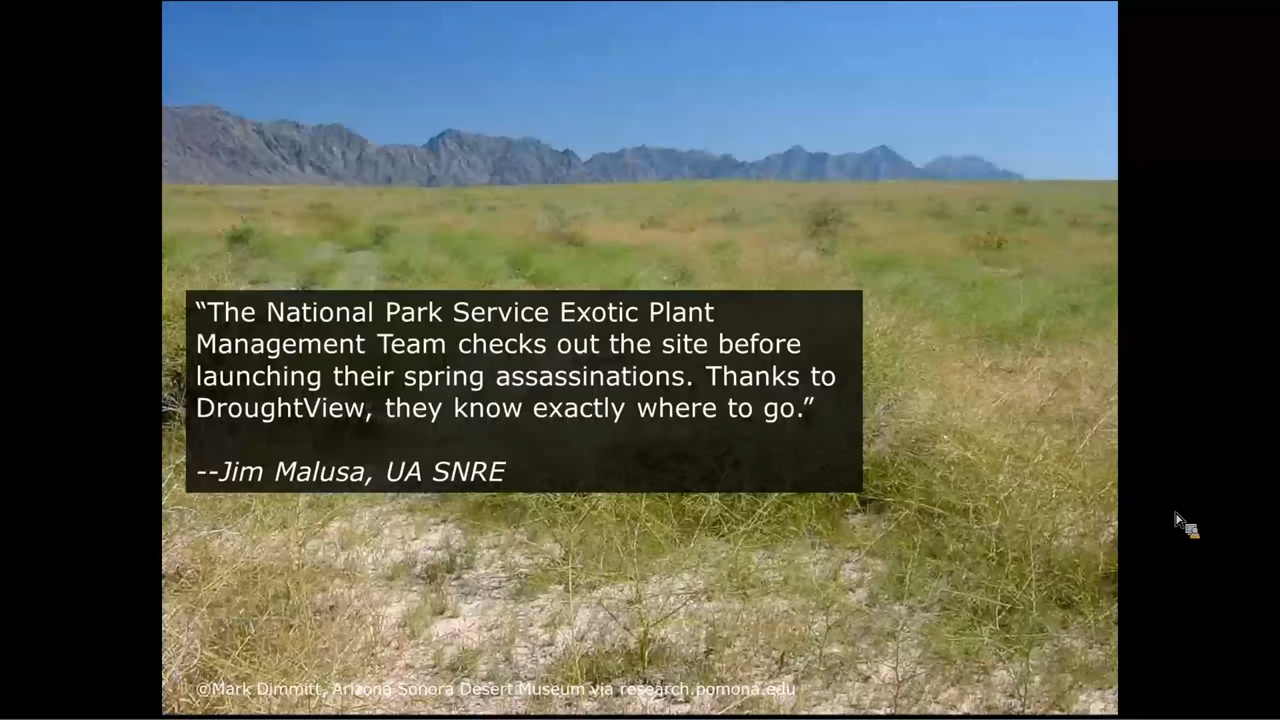 “The National Park Service Exotic Plant
Management Team checks out the site before
launching their spring assassinations. Thanks to
DroughtView, they know exactly where to go.”
--Jim Malusa, UA SNRE
©Mark Dimmitt, Arizona Sonora Desert Museum via research.pomona.edu